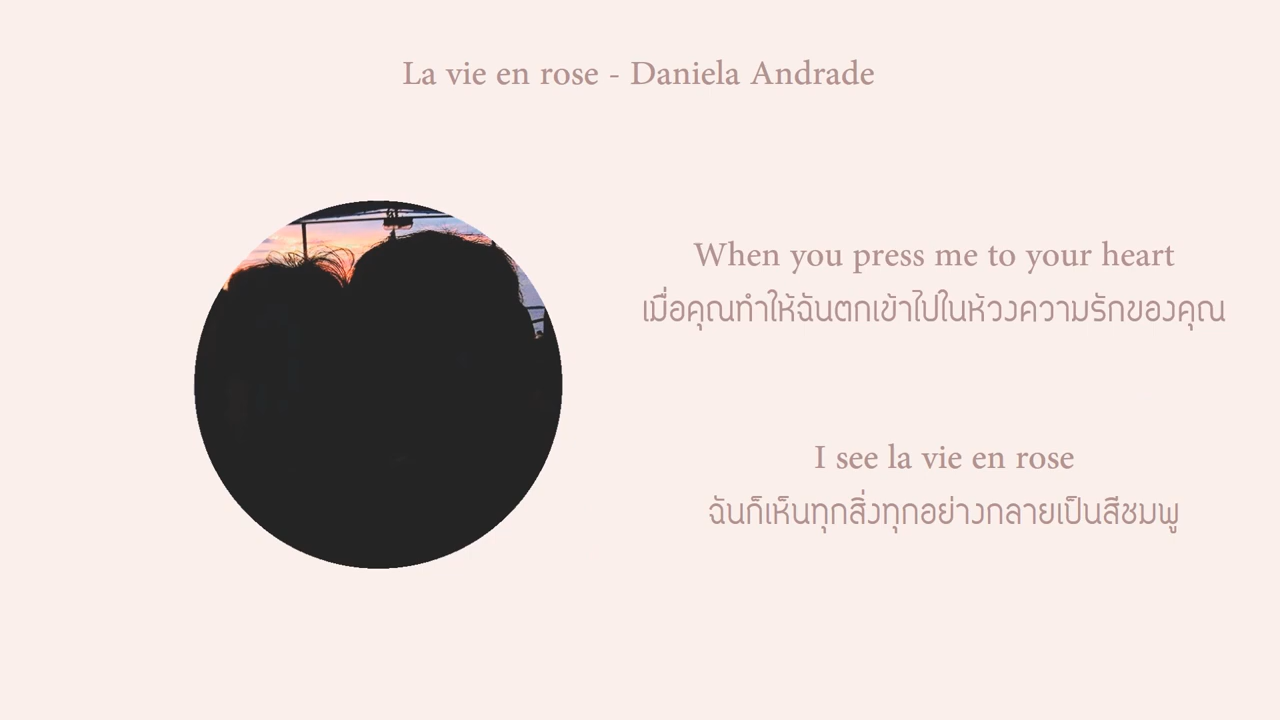 La vie en rose - Daniela Andrade
When you press me to your heart
เมื่อคุณทำให้ฉันตกเข้าไปในห้วงความรักของคุณ
I see la vie en rose
ฉันก็เห็นทุกสิ่งทุกอย่างกลายเป็นสีชมพู